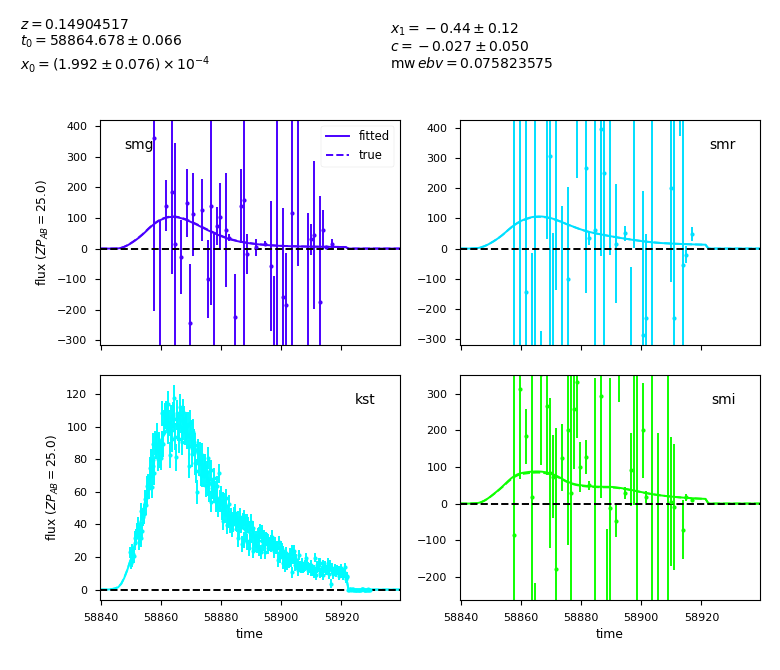 z = 0.14904517
t₀ = 58864.678 ± 0.066
x₀ = (1.992 ± 0.076) × 10⁻⁴
x₁ = −0.44 ± 0.12
c = −0.027 ± 0.050
mw ebv = 0.075823575
smg
fitted
true
400
300
200
100
0
−100
−200
−300
flux (ZP_AB = 25.0)
smr
400
300
200
100
0
−100
−200
−300
kst
120
100
80
60
40
20
0
flux (ZP_AB = 25.0)
58840 58860 58880 58900 58920
time
smi
300
200
100
0
−100
−200
58840 58860 58880 58900 58920
time